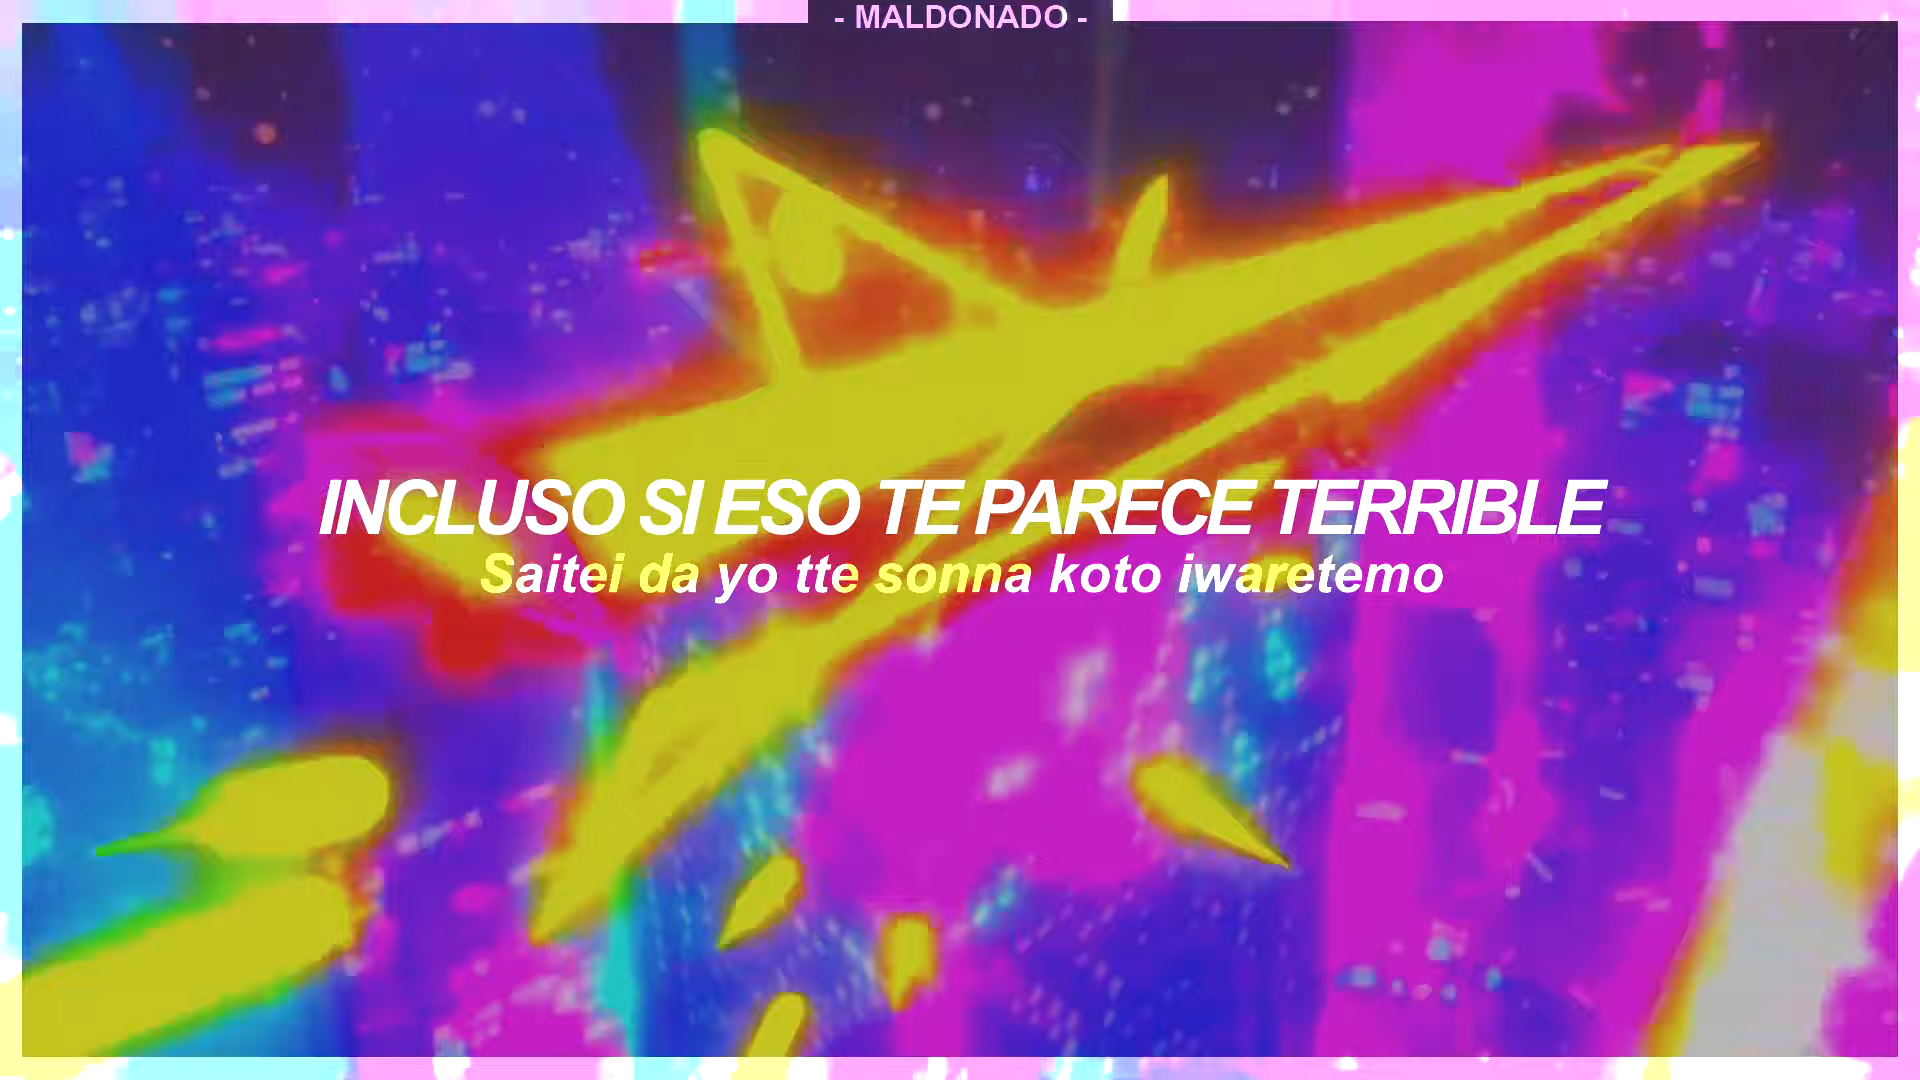 - MALDONADO -
INCLUSO SI ESO TE PARECE TERRIBLE
Saitei da yo tte sonna koto iwaretemo